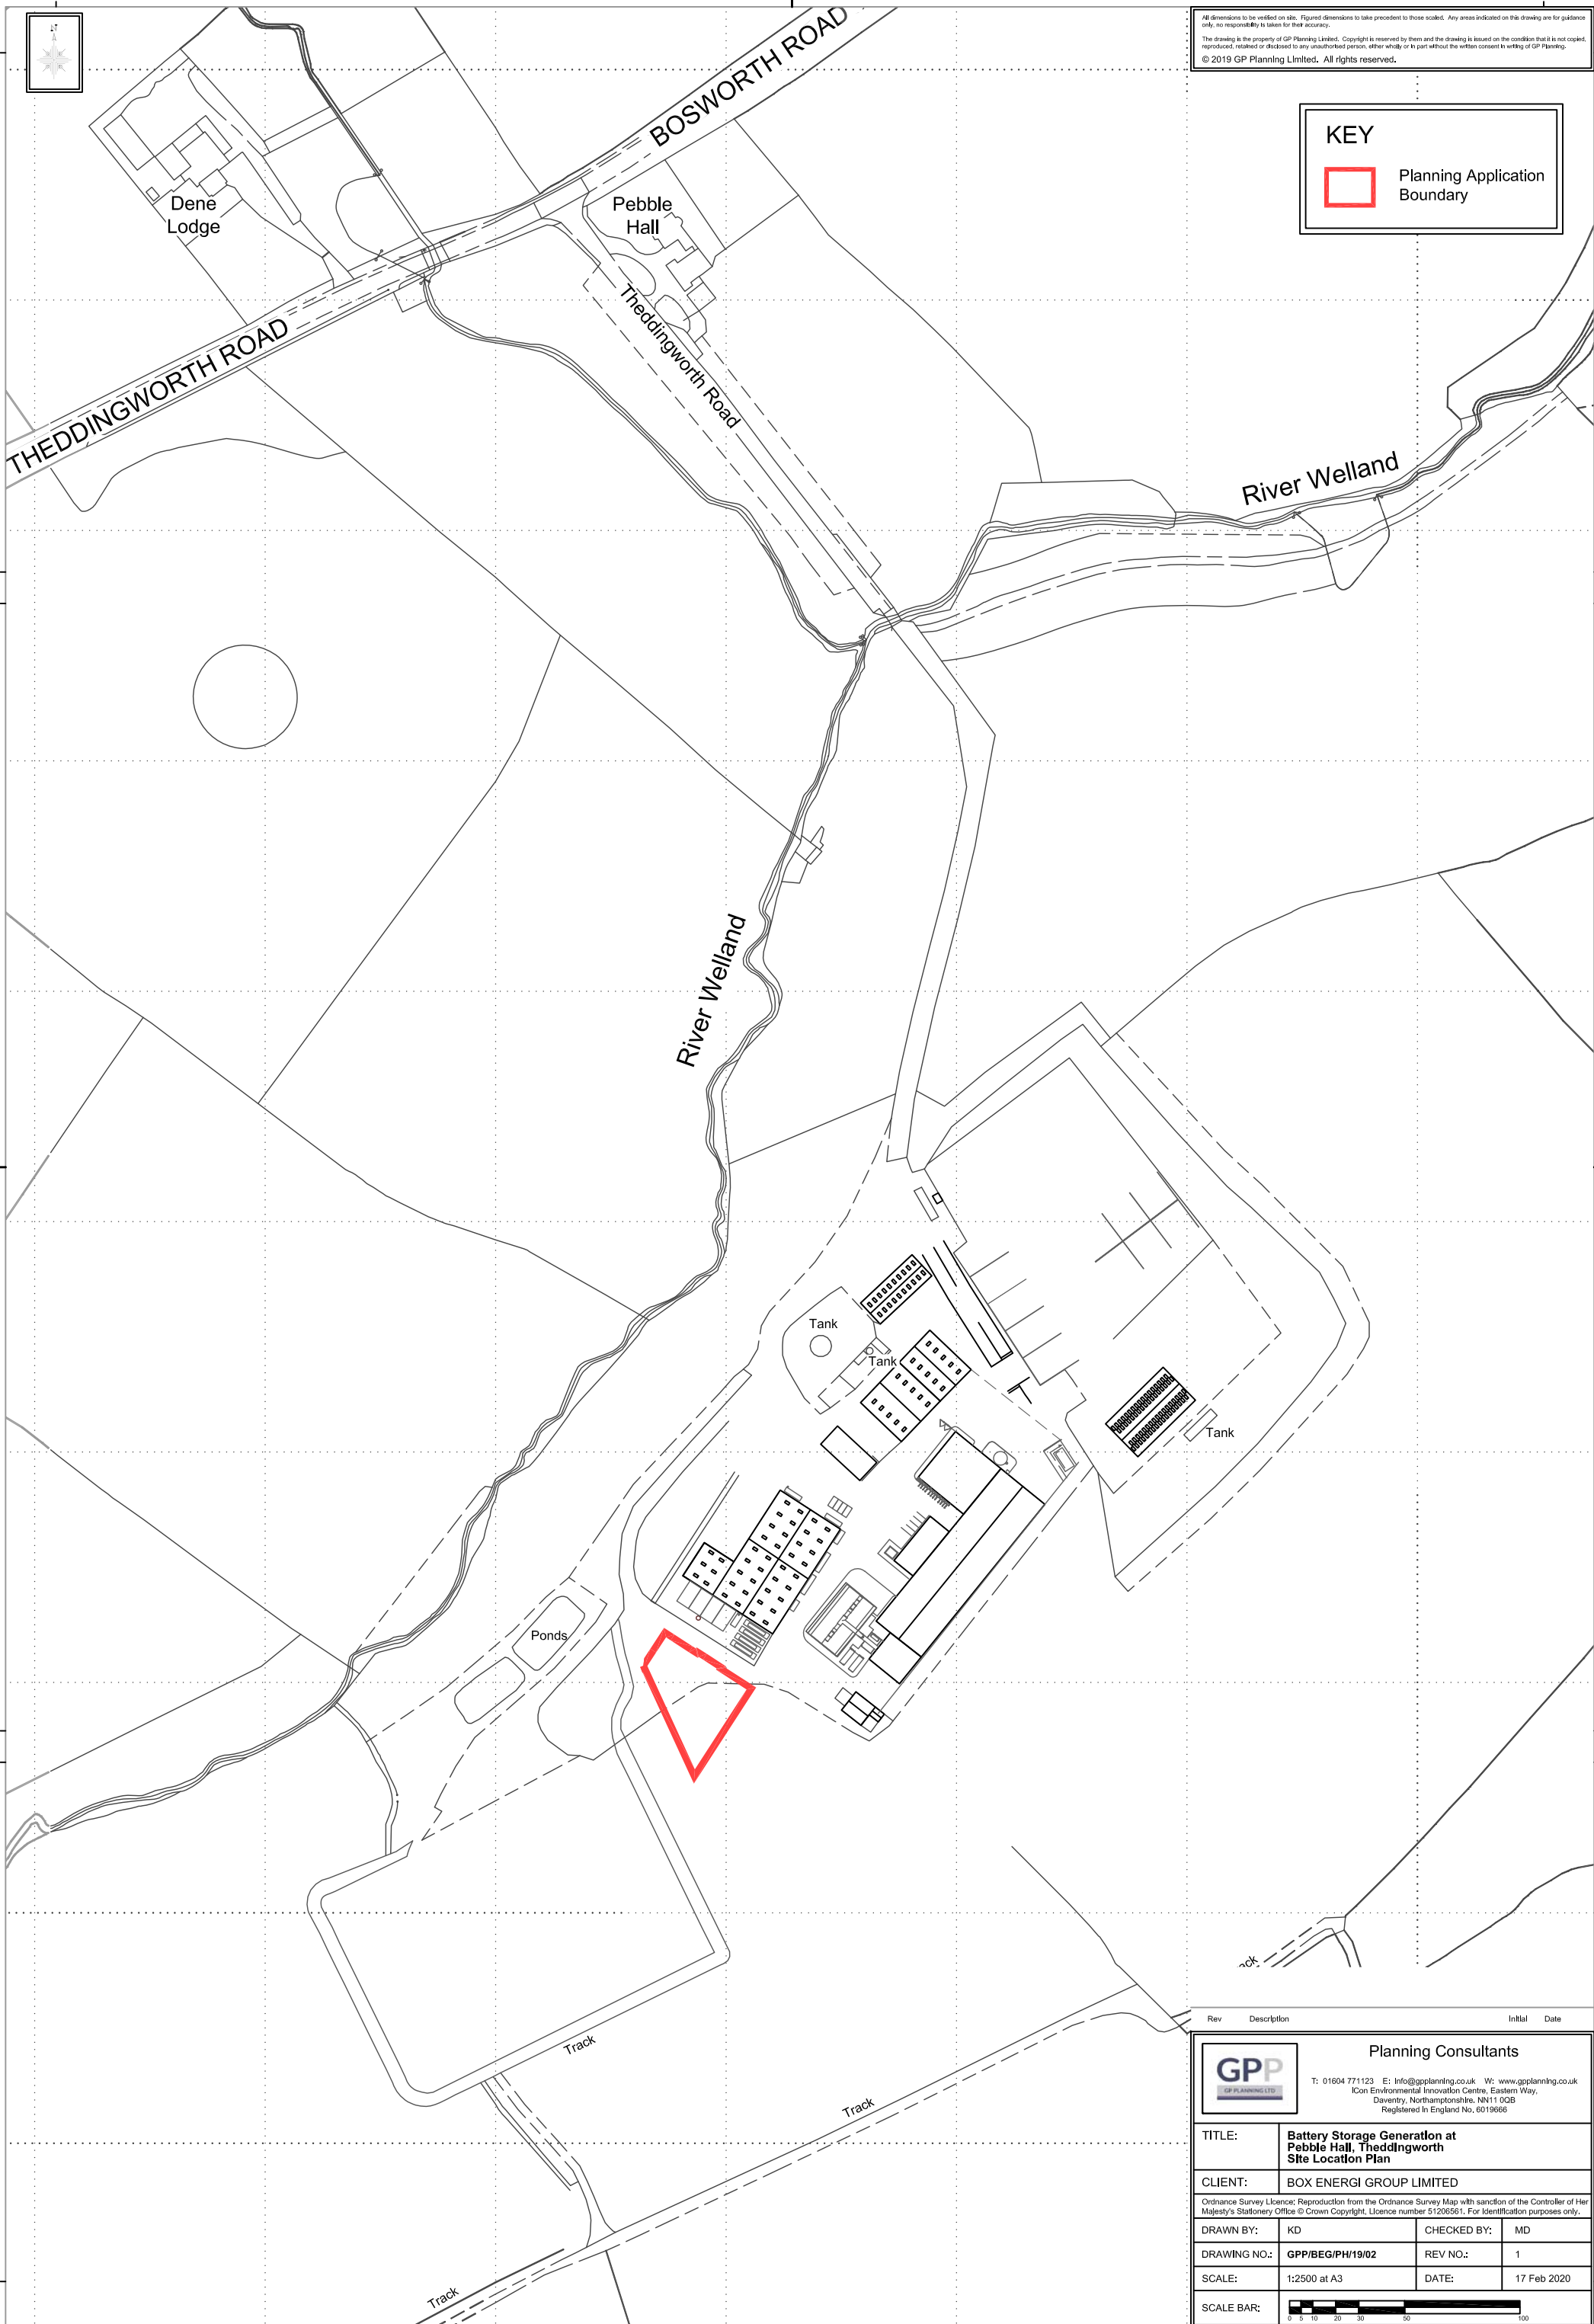 All dimensions to be verified on site. Figured dimensions to take precedent to those scaled. Any areas indicated on this drawing are for guidance
only, no responsibility is taken for their accuracy.
The drawing is the property of GP Planning Limited. Copyright is reserved by them and the drawing is issued on the condition that it is not copied,
reproduced, retained or disclosed to any unauthorised person, either wholly or in part without the written consent in writing of GP Planning.
© 2019 GP Planning Limited. All rights reserved.
KEY
Planning Application
Boundary
N
BOSWORTH ROAD
Dene
Lodge
Pebble
Hall
Theddingworth Road
THEDDINGWORTH ROAD
River Welland
River Welland
Tank
Tank
Tank
Ponds
ack
Track
Track
Track
Rev Description Initial Date
GPP
GP PLANNING LTD
Planning Consultants
T: 01604 771123 E: info@gpplanning.co.uk W: www.gpplanning.co.uk
iCon Environmental Innovation Centre, Eastern Way,
Daventry, Northamptonshire. NN11 0QB
Registered in England No. 6019666
TITLE: Battery Storage Generation at
Pebble Hall, Theddingworth
Site Location Plan
CLIENT: BOX ENERGI GROUP LIMITED
Ordnance Survey Licence: Reproduction from the Ordnance Survey Map with sanction of the Controller of Her
Majesty's Stationery Office © Crown Copyright, Licence number 51206561. For identification purposes only.
DRAWN BY: KD CHECKED BY: MD
DRAWING NO.: GPP/BEG/PH/19/02 REV NO.: 1
SCALE: 1:2500 at A3 DATE: 17 Feb 2020
SCALE BAR:
0 5 10 20 30 50 100